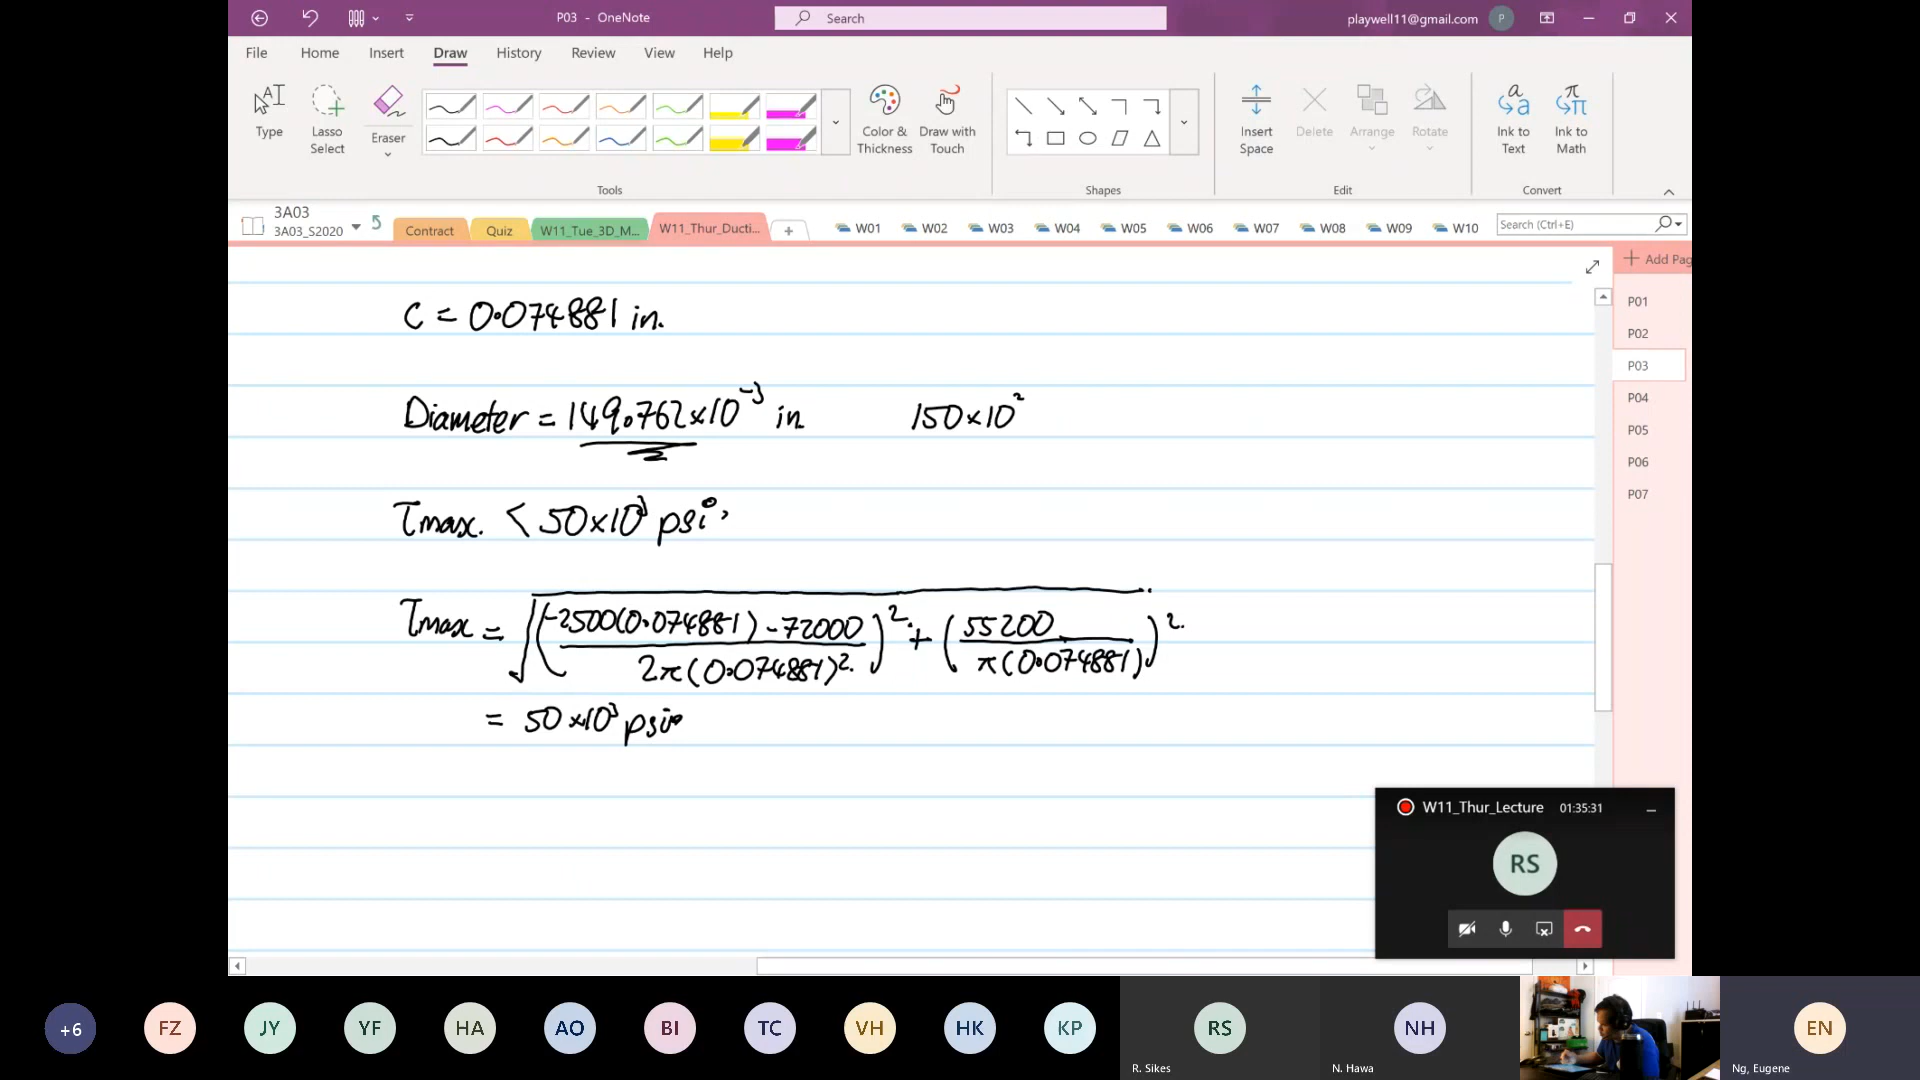 P03 - OneNote
Search
playwell11@gmail.com
P
File Home Insert Draw History Review View Help
Type
Lasso Select
Eraser
Color & Thickness
Draw with Touch
Insert Space
Delete
Arrange
Rotate
Ink to Text
Ink to Math
Tools
Shapes
Edit
Convert
3A03
3A03_S2020
Contract
Quiz
W11_Tue_3D_M...
W11_Thur_Ducti...
+
W01 W02 W03 W04 W05 W06 W07 W08 W09 W10
Search (Ctrl+E)
Add Pag
P01
P02
P03
P04
P05
P06
P07
C = 0.074881 in.
Diameter = 149.762×10⁻³ in 150×10²
τmax. < 50×10³ psi.
τmax = √((-2500(0.074881) - 72000 / 2π(0.074881)²)² + (55200 / π(0.074881))²)
= 50×10³ psi
W11_Thur_Lecture 01:35:31
RS
+6 FZ JY YF HA AO BI TC VH HK KP RS NH EN
R. Sikes
N. Hawa
Ng, Eugene